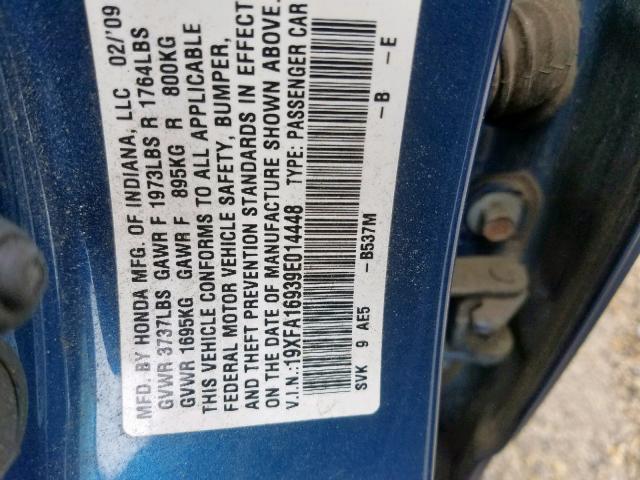 MFD. BY HONDA MFG. OF INDIANA, LLC 02/'09
GVWR 3737LBS GAWR F 1973LBS R 1764LBS
GVWR 1695KG GAWR F 895KG R 800KG
THIS VEHICLE CONFORMS TO ALL APPLICABLE
FEDERAL MOTOR VEHICLE SAFETY, BUMPER,
AND THEFT PREVENTION STANDARDS IN EFFECT
ON THE DATE OF MANUFACTURE SHOWN ABOVE.
V.I.N.:19XFA16939E014448 TYPE: PASSENGER CAR
SVK 9 AE5 -B537M -B -E